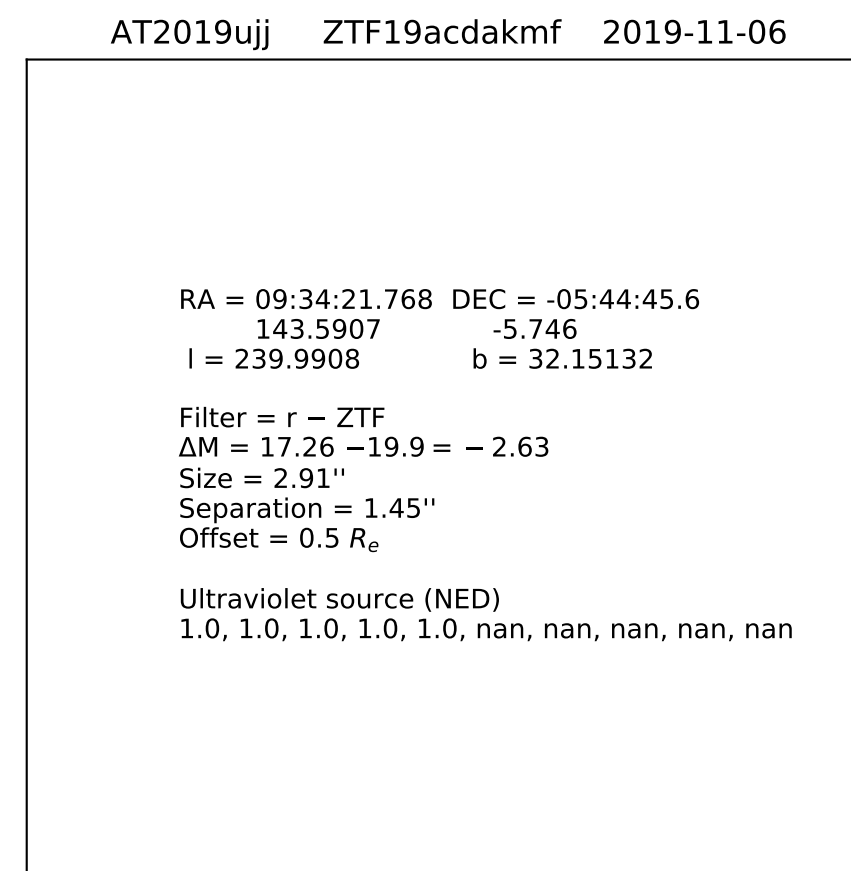 AT2019ujj ZTF19acdakmf 2019-11-06
RA = 09:34:21.768 DEC = -05:44:45.6
143.5907 -5.746
l = 239.9908 b = 32.15132
Filter = r − ZTF
ΔM = 17.26 −19.9 = − 2.63
Size = 2.91''
Separation = 1.45''
Offset = 0.5 Re
Ultraviolet source (NED)
1.0, 1.0, 1.0, 1.0, 1.0, nan, nan, nan, nan, nan